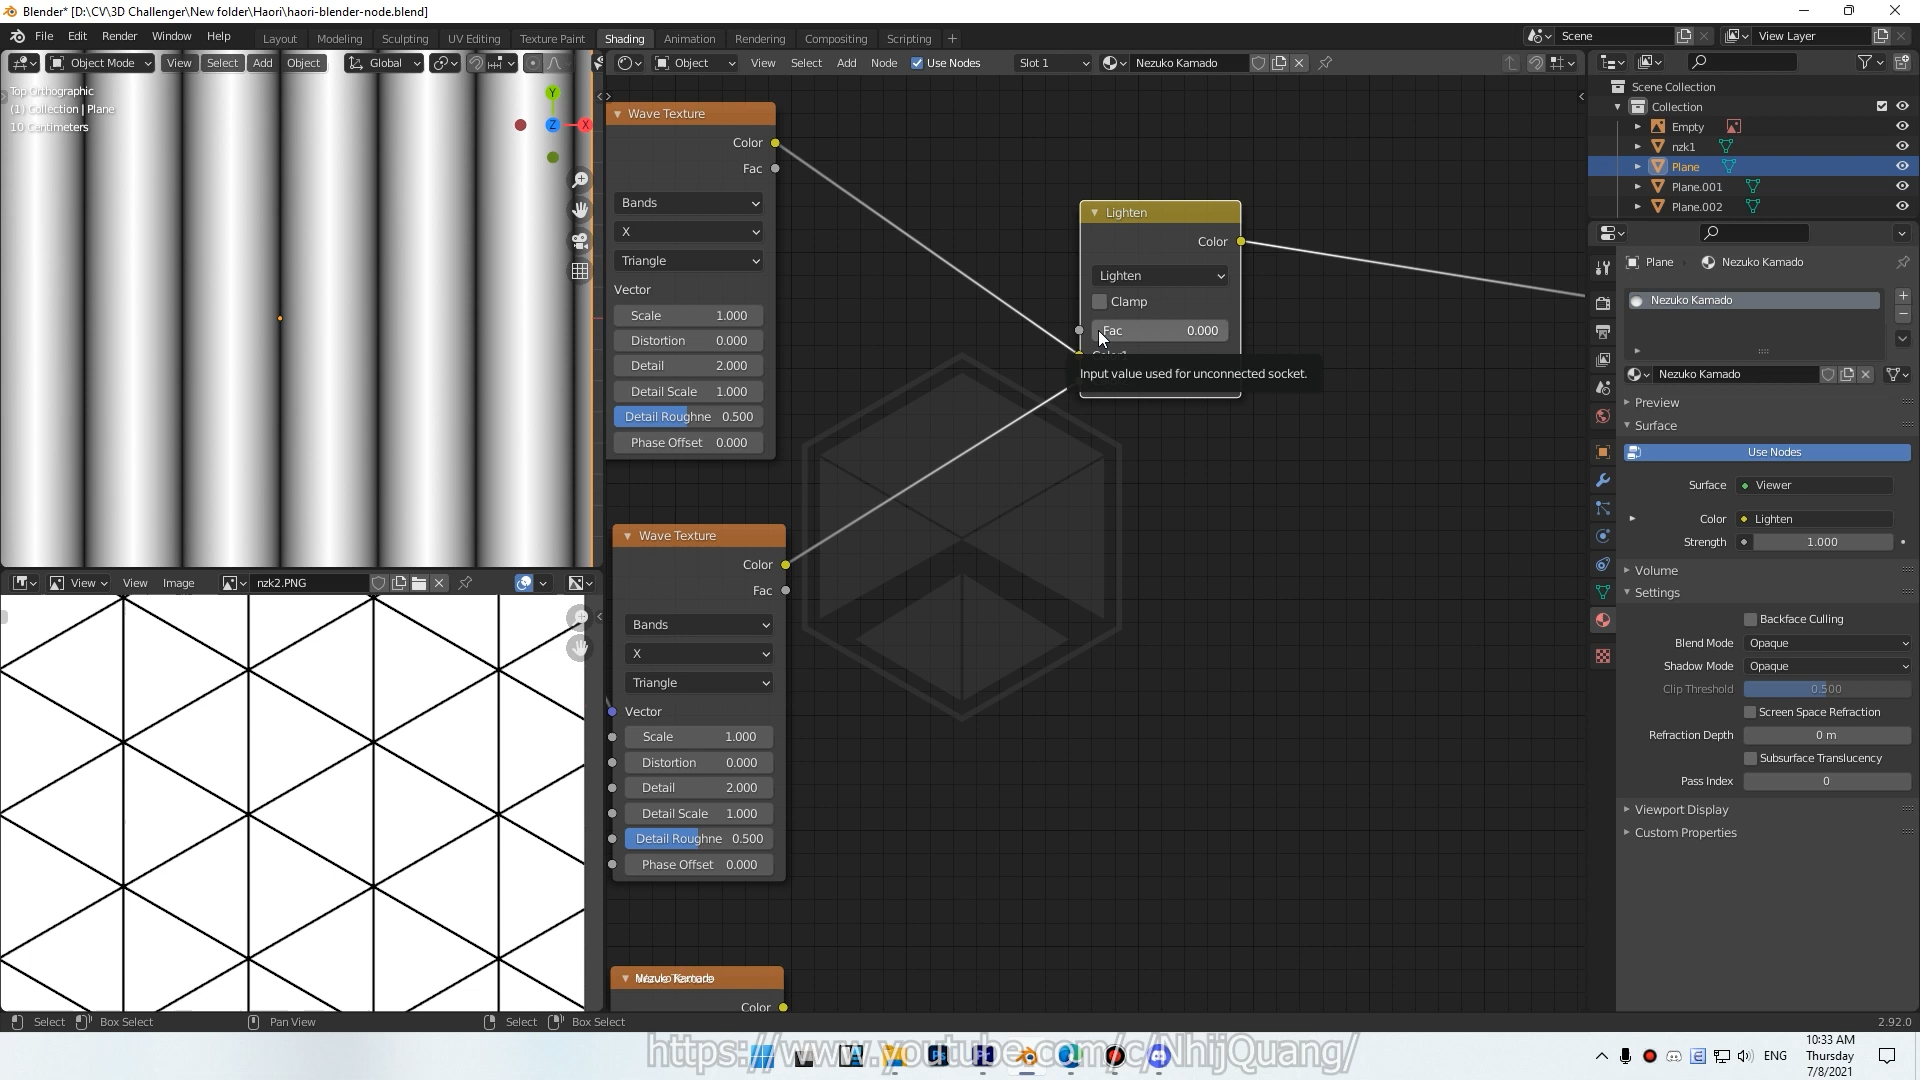 Blender* [D:\CV\3D Challenger\New folder\Haori\haori-blender-node.blend]
File Edit Render Window Help
Layout Modeling Sculpting UV Editing Texture Paint Shading Animation Rendering Compositing Scripting +
Scene
View Layer
Object Mode View Select Add Object Global
Object View Select Add Node Use Nodes Slot 1 Nezuko Kamado
Top Orthographic
(1) Collection | Plane
10 Centimeters
Y
Z
X
Wave Texture
Color
Fac
Bands
X
Triangle
Vector
Scale 1.000
Distortion 0.000
Detail 2.000
Detail Scale 1.000
Detail Roughne 0.500
Phase Offset 0.000
Lighten
Color
Lighten
Clamp
Fac 0.000
Input value used for unconnected socket.
Wave Texture
Color
Fac
Bands
X
Triangle
Vector
Scale 1.000
Distortion 0.000
Detail 2.000
Detail Scale 1.000
Detail Roughne 0.500
Phase Offset 0.000
Nezuko Kamado
Color
View View Image nzk2.PNG
Scene Collection
Collection
Empty
nzk1
Plane
Plane.001
Plane.002
Plane Nezuko Kamado
Nezuko Kamado
Nezuko Kamado
Preview
Surface
Use Nodes
Surface Viewer
Color Lighten
Strength 1.000
Volume
Settings
Backface Culling
Blend Mode Opaque
Shadow Mode Opaque
Clip Threshold 0.500
Screen Space Refraction
Refraction Depth 0 m
Subsurface Translucency
Pass Index 0
Viewport Display
Custom Properties
Select Box Select Pan View Select Box Select
2.92.0
https://www.youtube.com/c/NhijQuang/
ENG
10:33 AM
Thursday
7/8/2021